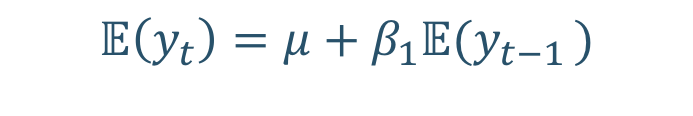 𝔼(yₜ) = μ + β₁𝔼(yₜ₋₁)